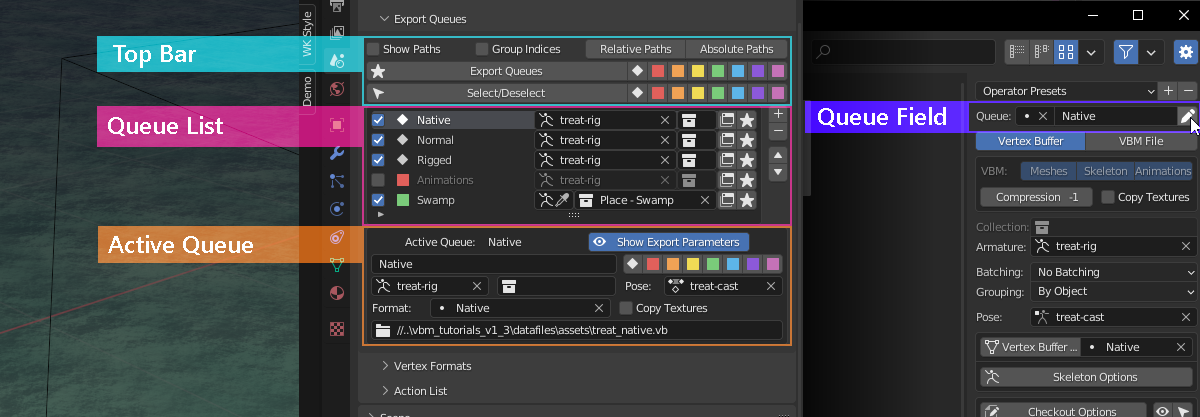 Export Queues
WK Style
Demo
Top Bar
Show Paths
Group Indices
Relative Paths
Absolute Paths
Export Queues
Select/Deselect
Queue List
Native
treat-rig
Normal
treat-rig
Rigged
treat-rig
Animations
treat-rig
Swamp
Place - Swamp
Active Queue
Active Queue:
Native
Show Export Parameters
Native
treat-rig
Pose:
treat-cast
Format:
Native
Copy Textures
//..\vbm_tutorials_v1_3\datafiles\assets\treat_native.vb
Vertex Formats
Action List
Queue Field
Operator Presets
Queue:
Native
Vertex Buffer
VBM File
VBM:
Meshes
Skeleton
Animations
Compression -1
Copy Textures
Collection:
Armature:
treat-rig
Batching:
No Batching
Grouping:
By Object
Pose:
treat-cast
Vertex Buffer ...
Native
Skeleton Options
Checkout Options